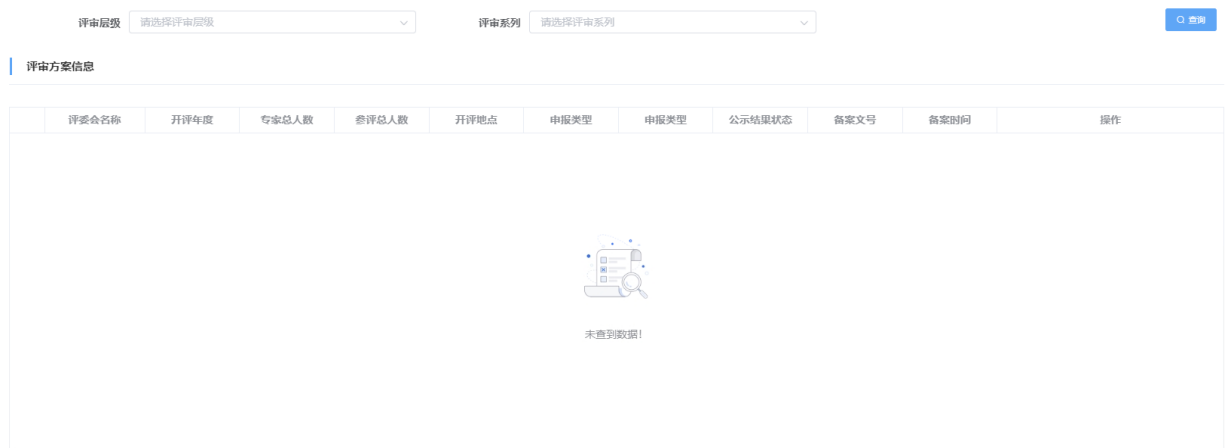 评审层级 请选择评审层级 评审系列 请选择评审系列 查询
评审方案信息
评委会名称 开评年度 专家总人数 参评总人数 开评地点 申报类型 申报类型 公示结果状态 备案文号 备案时间 操作
未查到数据！